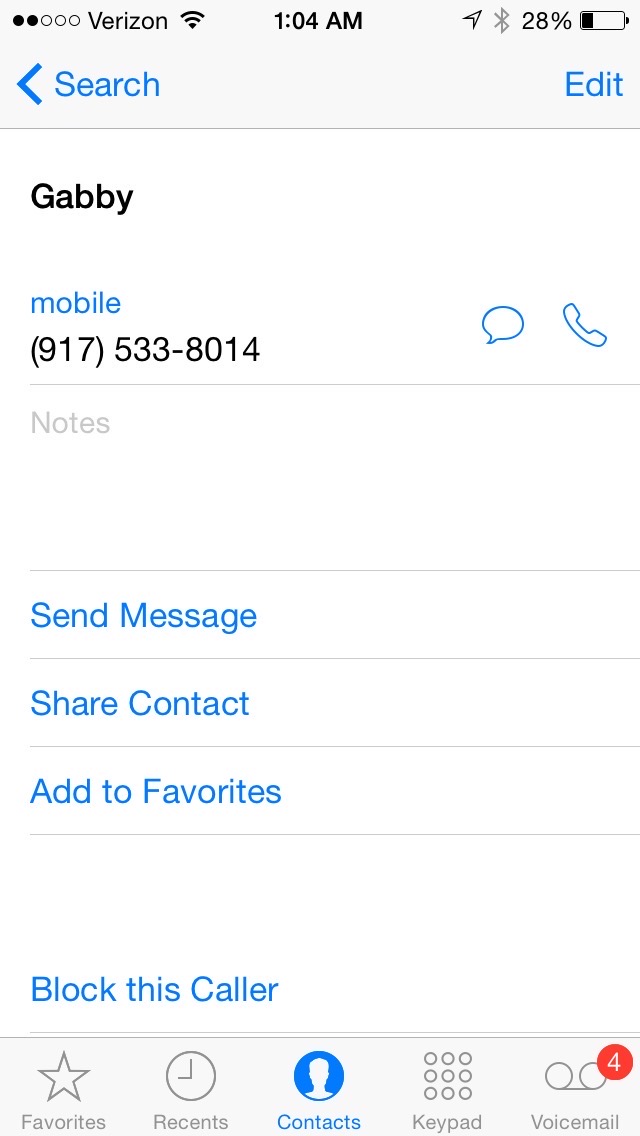 Verizon 1:04 AM 28%
Search Edit
Gabby
mobile
(917) 533-8014
Notes
Send Message
Share Contact
Add to Favorites
Block this Caller
4
Favorites Recents Contacts Keypad Voicemail